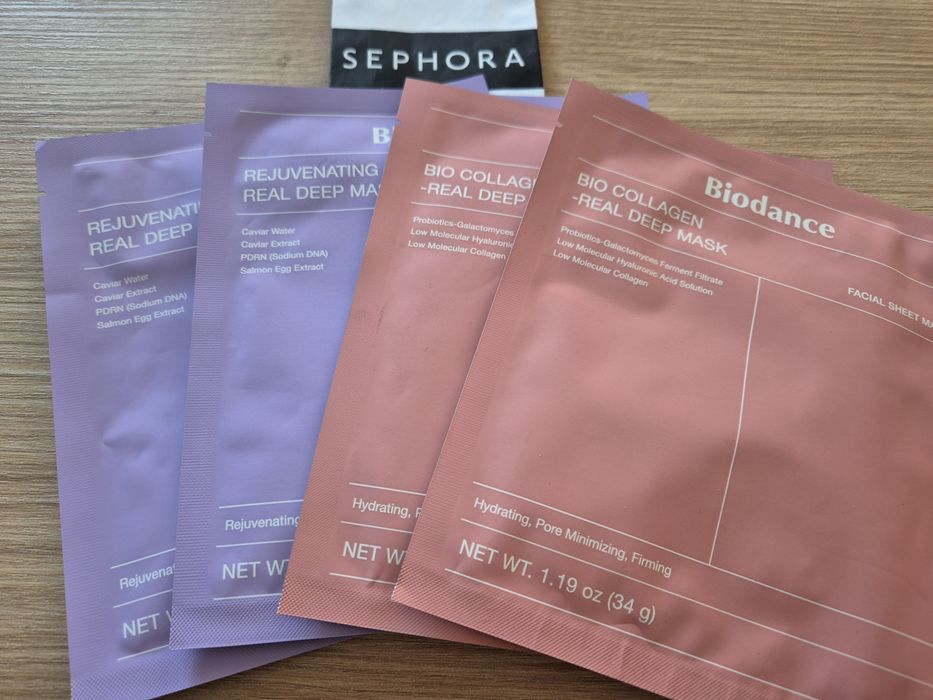 SEPHORA
REJUVENATI
REAL DEEP
Caviar Water
Caviar Extract
PDRN (Sodium DNA)
Salmon Egg Extract
Rejuvena
NET
B
REJUVENATING
REAL DEEP MAS
Caviar Water
Caviar Extract
PDRN (Sodium DNA)
Salmon Egg Extract
Rejuvenating
NET W
BIO COLLAG
-REAL DEEP
Probiotics-Galactomyces
Low Molecular Hyaluronic
Low Molecular Collagen
Hydrating,
NET W
Biodance
BIO COLLAGEN
-REAL DEEP MASK
Probiotics-Galactomyces Ferment Filtrate
Low Molecular Hyaluronic Acid Solution
Low Molecular Collagen
FACIAL SHEET MA
Hydrating, Pore Minimizing, Firming
NET WT. 1.19 oz (34 g)